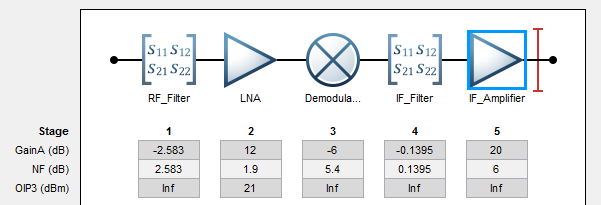 S11 S12 S11 S12
S21 S22 S21 S22
RF_Filter LNA Demodula... IF_Filter IF_Amplifier
Stage 1 2 3 4 5
GainA (dB) -2.583 12 -6 -0.1395 20
NF (dB) 2.583 1.9 5.4 0.1395 6
OIP3 (dBm) Inf 21 Inf Inf Inf